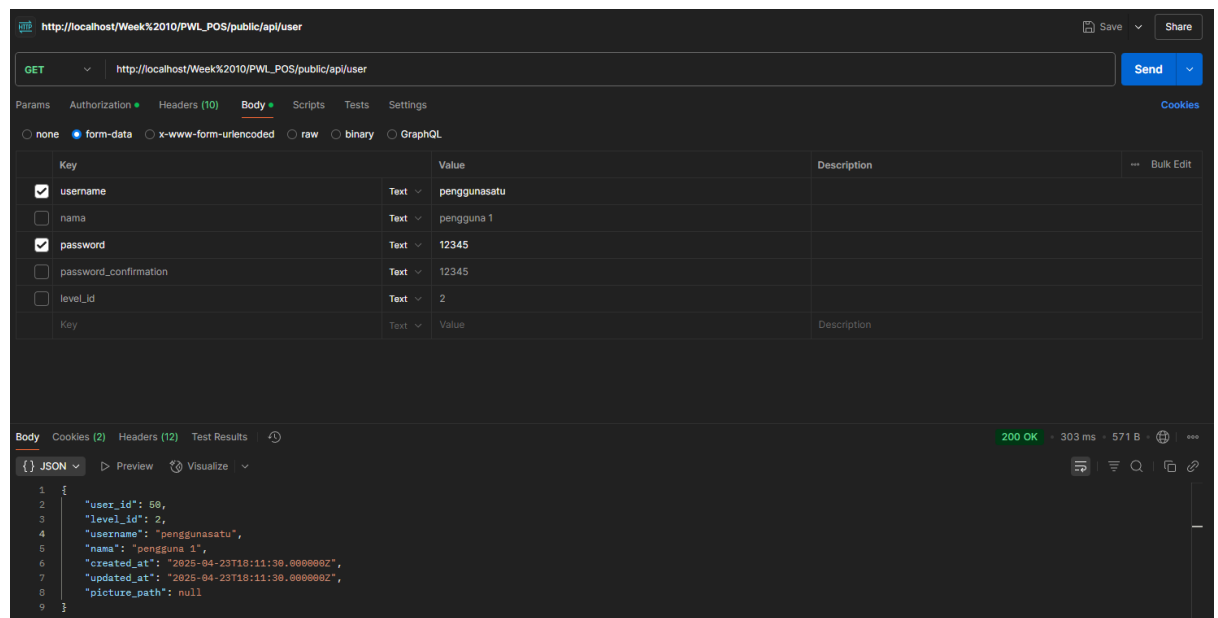 HTTP http://localhost/Week%2010/PWL_POS/public/api/user Save Share
GET http://localhost/Week%2010/PWL_POS/public/api/user Send
Params Authorization Headers (10) Body Scripts Tests Settings Cookies
none form-data x-www-form-urlencoded raw binary GraphQL
Key Value Description ••• Bulk Edit
username Text penggunasatu
nama Text pengguna 1
password Text 12345
password_confirmation Text 12345
level_id Text 2
Key Text Value Description
Body Cookies (2) Headers (12) Test Results 200 OK • 303 ms • 571 B
{} JSON Preview Visualize
1 {
2 "user_id": 50,
3 "level_id": 2,
4 "username": "penggunasatu",
5 "nama": "pengguna 1",
6 "created_at": "2025-04-23T18:11:30.000000Z",
7 "updated_at": "2025-04-23T18:11:30.000000Z",
8 "picture_path": null
9 }